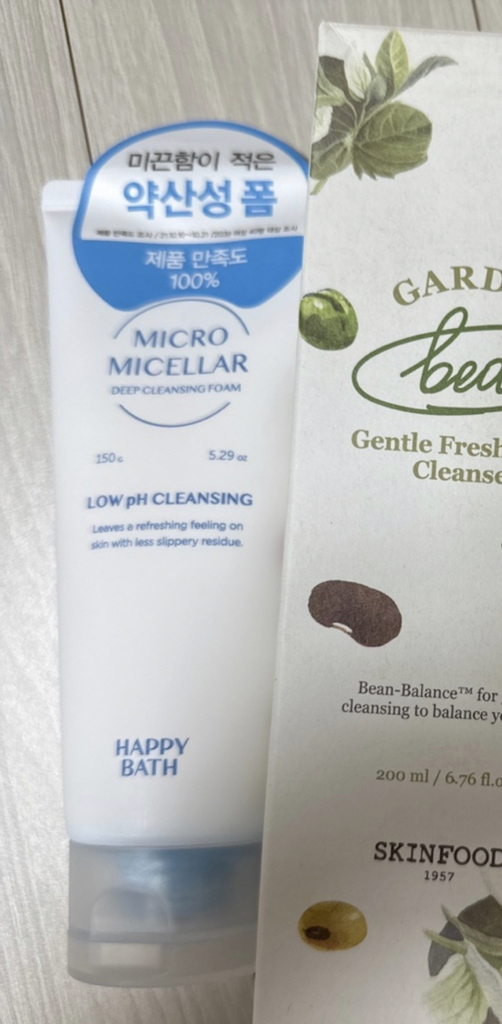 미끈함이 적은
약산성 폼
제품 만족도
100%
MICRO
MICELLAR
DEEP CLEANSING FOAM
150g
5.29 oz
LOW pH CLEANSING
Leaves a refreshing feeling on
skin with less slippery residue.
HAPPY
BATH
GARD
bea
Gentle Fresh
Cleanse
Bean-Balance™ for
cleansing to balance y
200 ml / 6.76 fl.o
SKINFOOD
1957